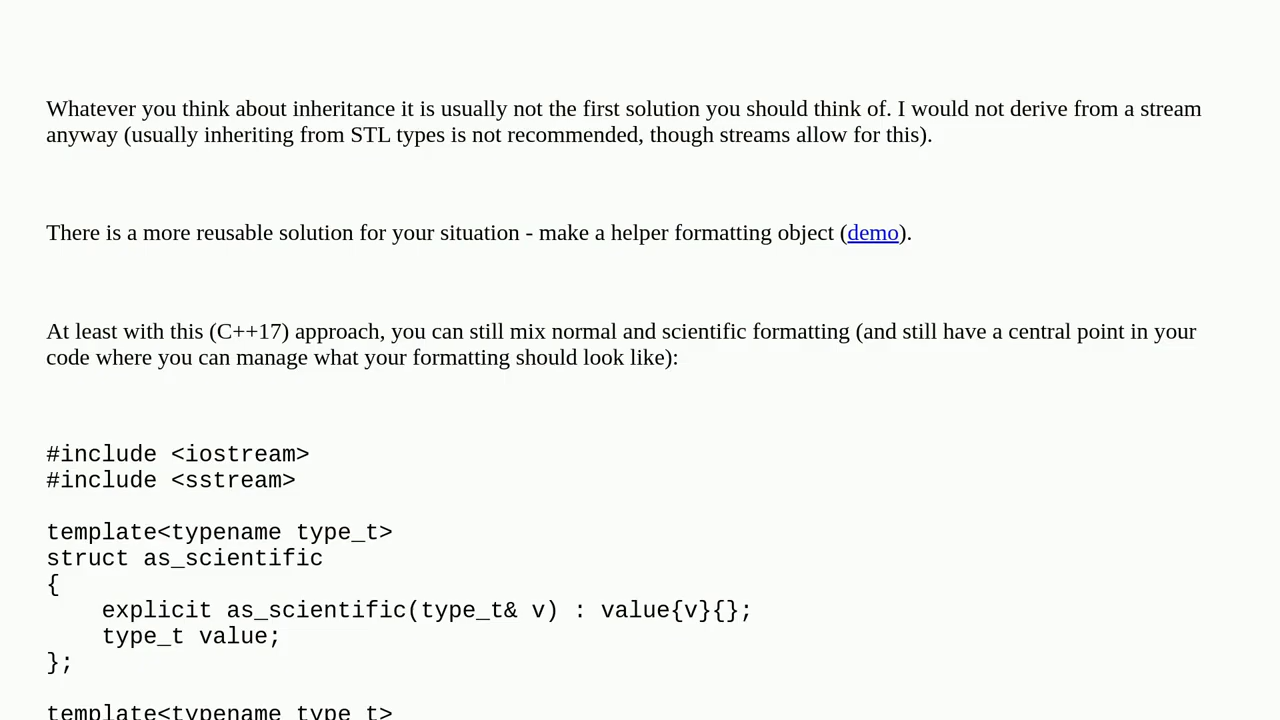 Whatever you think about inheritance it is usually not the first solution you should think of. I would not derive from a stream
anyway (usually inheriting from STL types is not recommended, though streams allow for this).
There is a more reusable solution for your situation - make a helper formatting object (demo).
At least with this (C++17) approach, you can still mix normal and scientific formatting (and still have a central point in your
code where you can manage what your formatting should look like):
#include <iostream>
#include <sstream>
template<typename type_t>
struct as_scientific
{
    explicit as_scientific(type_t& v) : value{v}{};
    type_t value;
};
template<typename type_t>